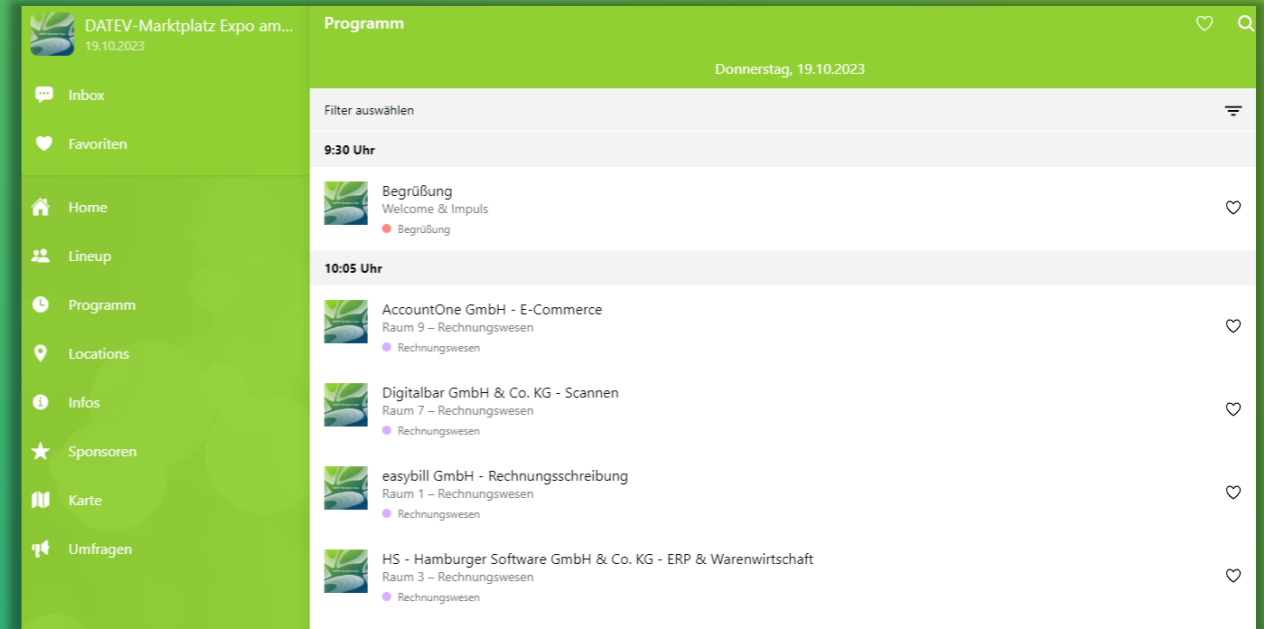 DATEV-Marktplatz Expo am...
19.10.2023
Inbox
Favoriten
Home
Lineup
Programm
Locations
Infos
Sponsoren
Karte
Umfragen
Programm
Donnerstag, 19.10.2023
Filter auswählen
9:30 Uhr
Begrüßung
Welcome & Impuls
Begrüßung
10:05 Uhr
AccountOne GmbH - E-Commerce
Raum 9 – Rechnungswesen
Rechnungswesen
Digitalbar GmbH & Co. KG - Scannen
Raum 7 – Rechnungswesen
Rechnungswesen
easybill GmbH - Rechnungsschreibung
Raum 1 – Rechnungswesen
Rechnungswesen
HS - Hamburger Software GmbH & Co. KG - ERP & Warenwirtschaft
Raum 3 – Rechnungswesen
Rechnungswesen